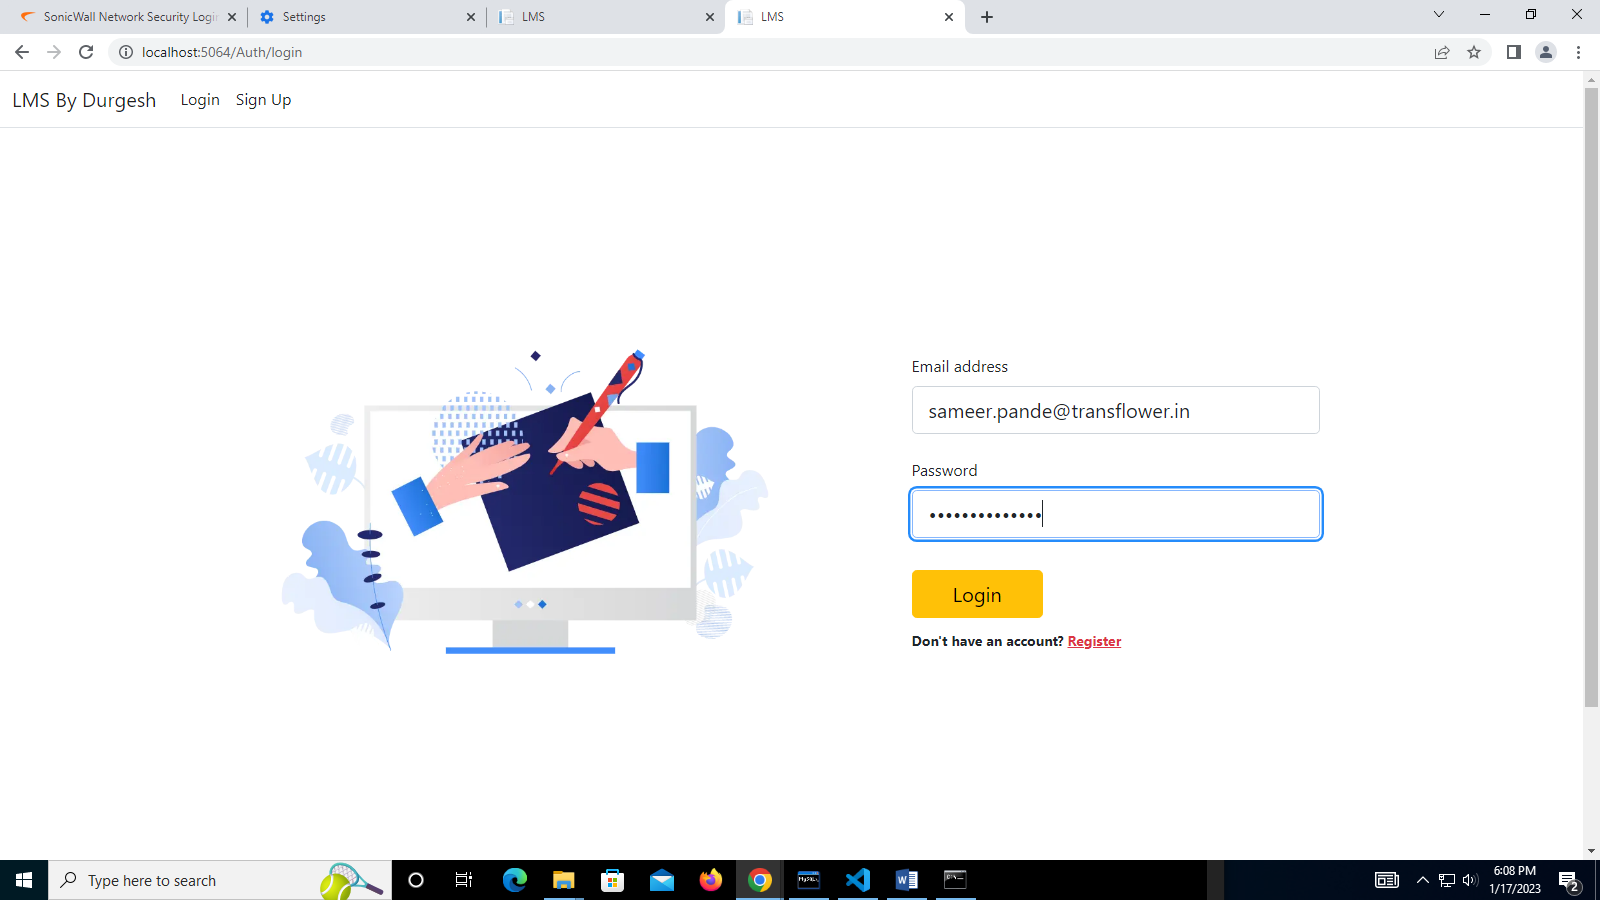 SonicWall Network Security Login
Settings
LMS
LMS
localhost:5064/Auth/login
LMS By Durgesh
Login
Sign Up
Email address
sameer.pande@transflower.in
Password
••••••••••••••
Login
Don't have an account? Register
Type here to search
6:08 PM
1/17/2023
2